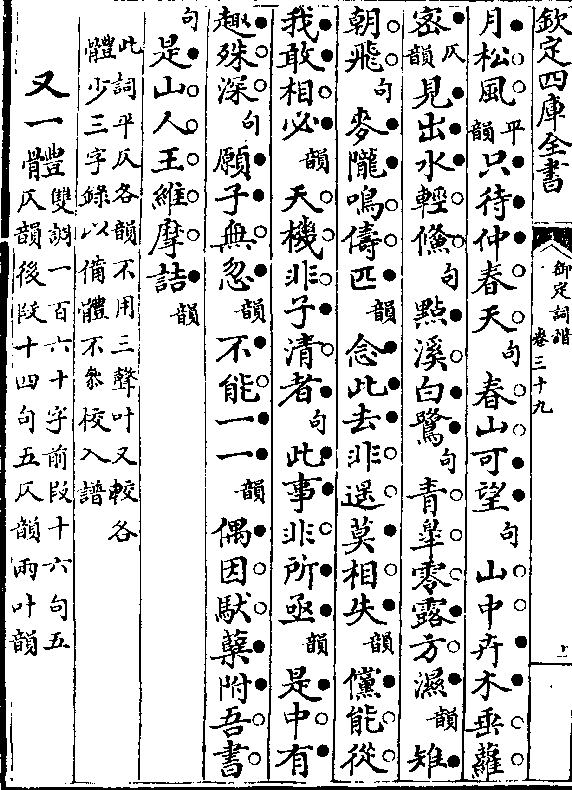 欽定四庫全書
御定詞譜
卷三十九
月松風平韻只待仲春天句春山可望句山中卉木垂蘿
宻仄韻見出水輕鯈句點溪白鷺句青皋零露方濕韻雉
朝飛句麥隴鳴儔匹韻念此去非遥莫相失韻儻能從
我敢相必韻天機非子清者句此事非所亟韻是中有
趣殊深句願子無忽韻不能一一韻偶因馱蘖附吾書
句是山人王維摩詰韻
此詞平仄各韻不用三聲叶又較各
體少三字錄以備體不叅校入譜
又一體雙調一百六十字前段十六句五
骨仄韻後段十四句五仄韻兩叶韻